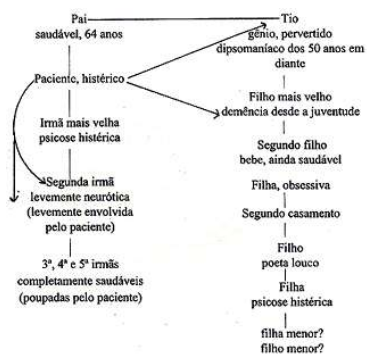 Pai
saudável, 64 anos
Paciente, histérico
Irmã mais velha
psicose histérica
Segunda irmã
levemente neurótica
(levemente envolvida
pelo paciente)
3ª, 4ª e 5ª irmãs
completamente saudáveis
(poupadas pelo paciente)
Tio
gênio, pervertido
dipsomaníaco dos 50 anos em
diante
Filho mais velho
demência desde a juventude
Segundo filho
bebe, ainda saudável
Filha, obsessiva
Segundo casamento
Filho
poeta louco
Filha
psicose histérica
filha menor?
filho menor?